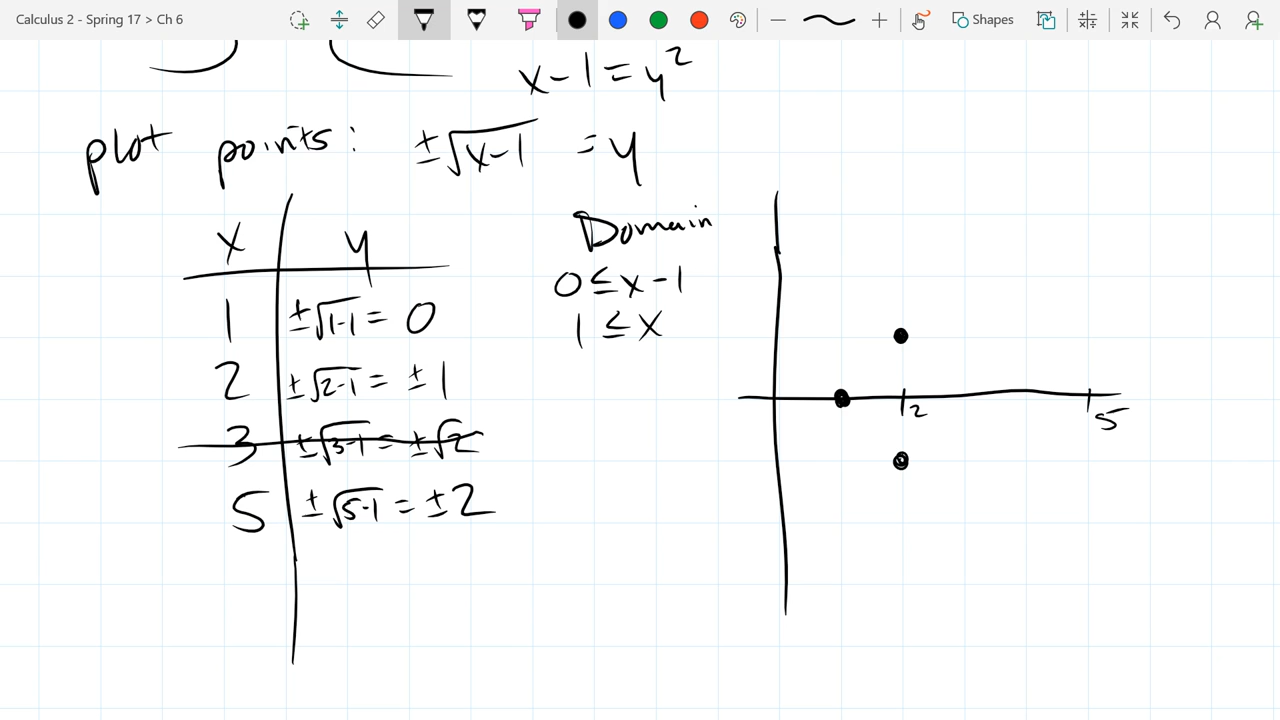 Calculus 2 - Spring 17 > Ch 6
Shapes
x-1=y²
plot points: ±√(x-1) =y
x y
1 ±√(1-1)= 0
2 ±√(2-1)= ±1
3 ±√(3-1)= ±√2
5 ±√(5-1)= ±2
Domain
0≤x-1
1≤x
2
5